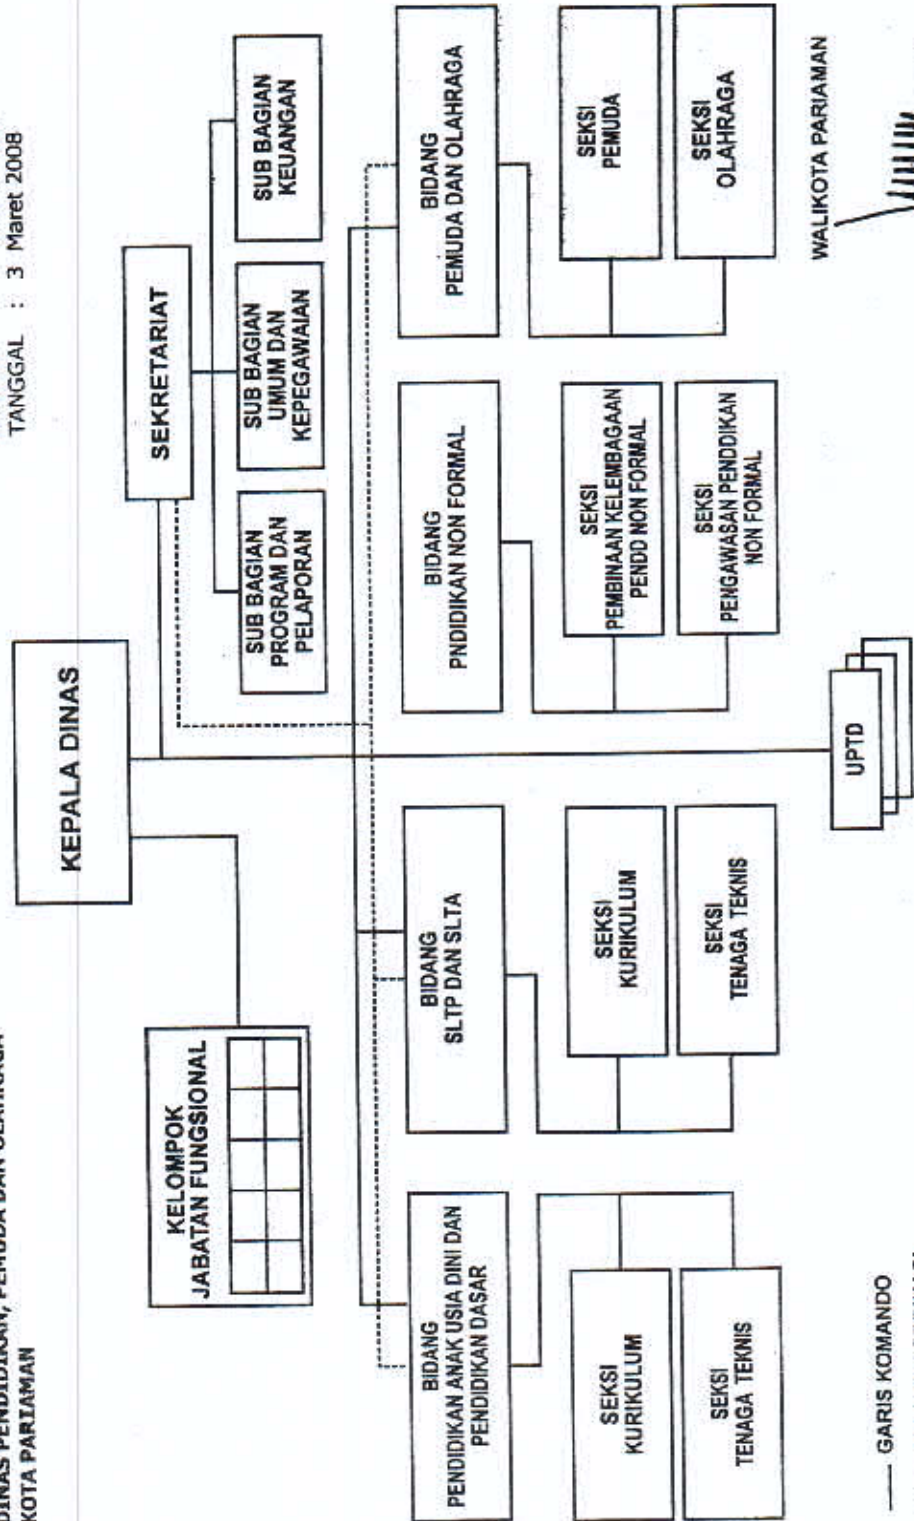 DINAS PENDIDIKAN, PEMUDA DAN OLAHRAGA
KOTA PARIAMAN
TANGGAL : 3 Maret 2008
KEPALA DINAS
KELOMPOK
JABATAN FUNGSIONAL
SEKRETARIAT
SUB BAGIAN
PROGRAM DAN
PELAPORAN
SUB BAGIAN
UMUM DAN
KEPEGAWAIAN
SUB BAGIAN
KEUANGAN
BIDANG
PENDIDIKAN ANAK USIA DINI DAN
PENDIDIKAN DASAR
BIDANG
SLTP DAN SLTA
BIDANG
PNDIDIKAN NON FORMAL
BIDANG
PEMUDA DAN OLAHRAGA
SEKSI
KURIKULUM
SEKSI
TENAGA TEKNIS
SEKSI
KURIKULUM
SEKSI
TENAGA TEKNIS
SEKSI
PEMBINAAN KELEMBAGAAN
PENDD NON FORMAL
SEKSI
PENGAWASAN PENDDIKAN
NON FORMAL
SEKSI
PEMUDA
SEKSI
OLAHRAGA
UPTD
GARIS KOMANDO
WALIKOTA PARIAMAN